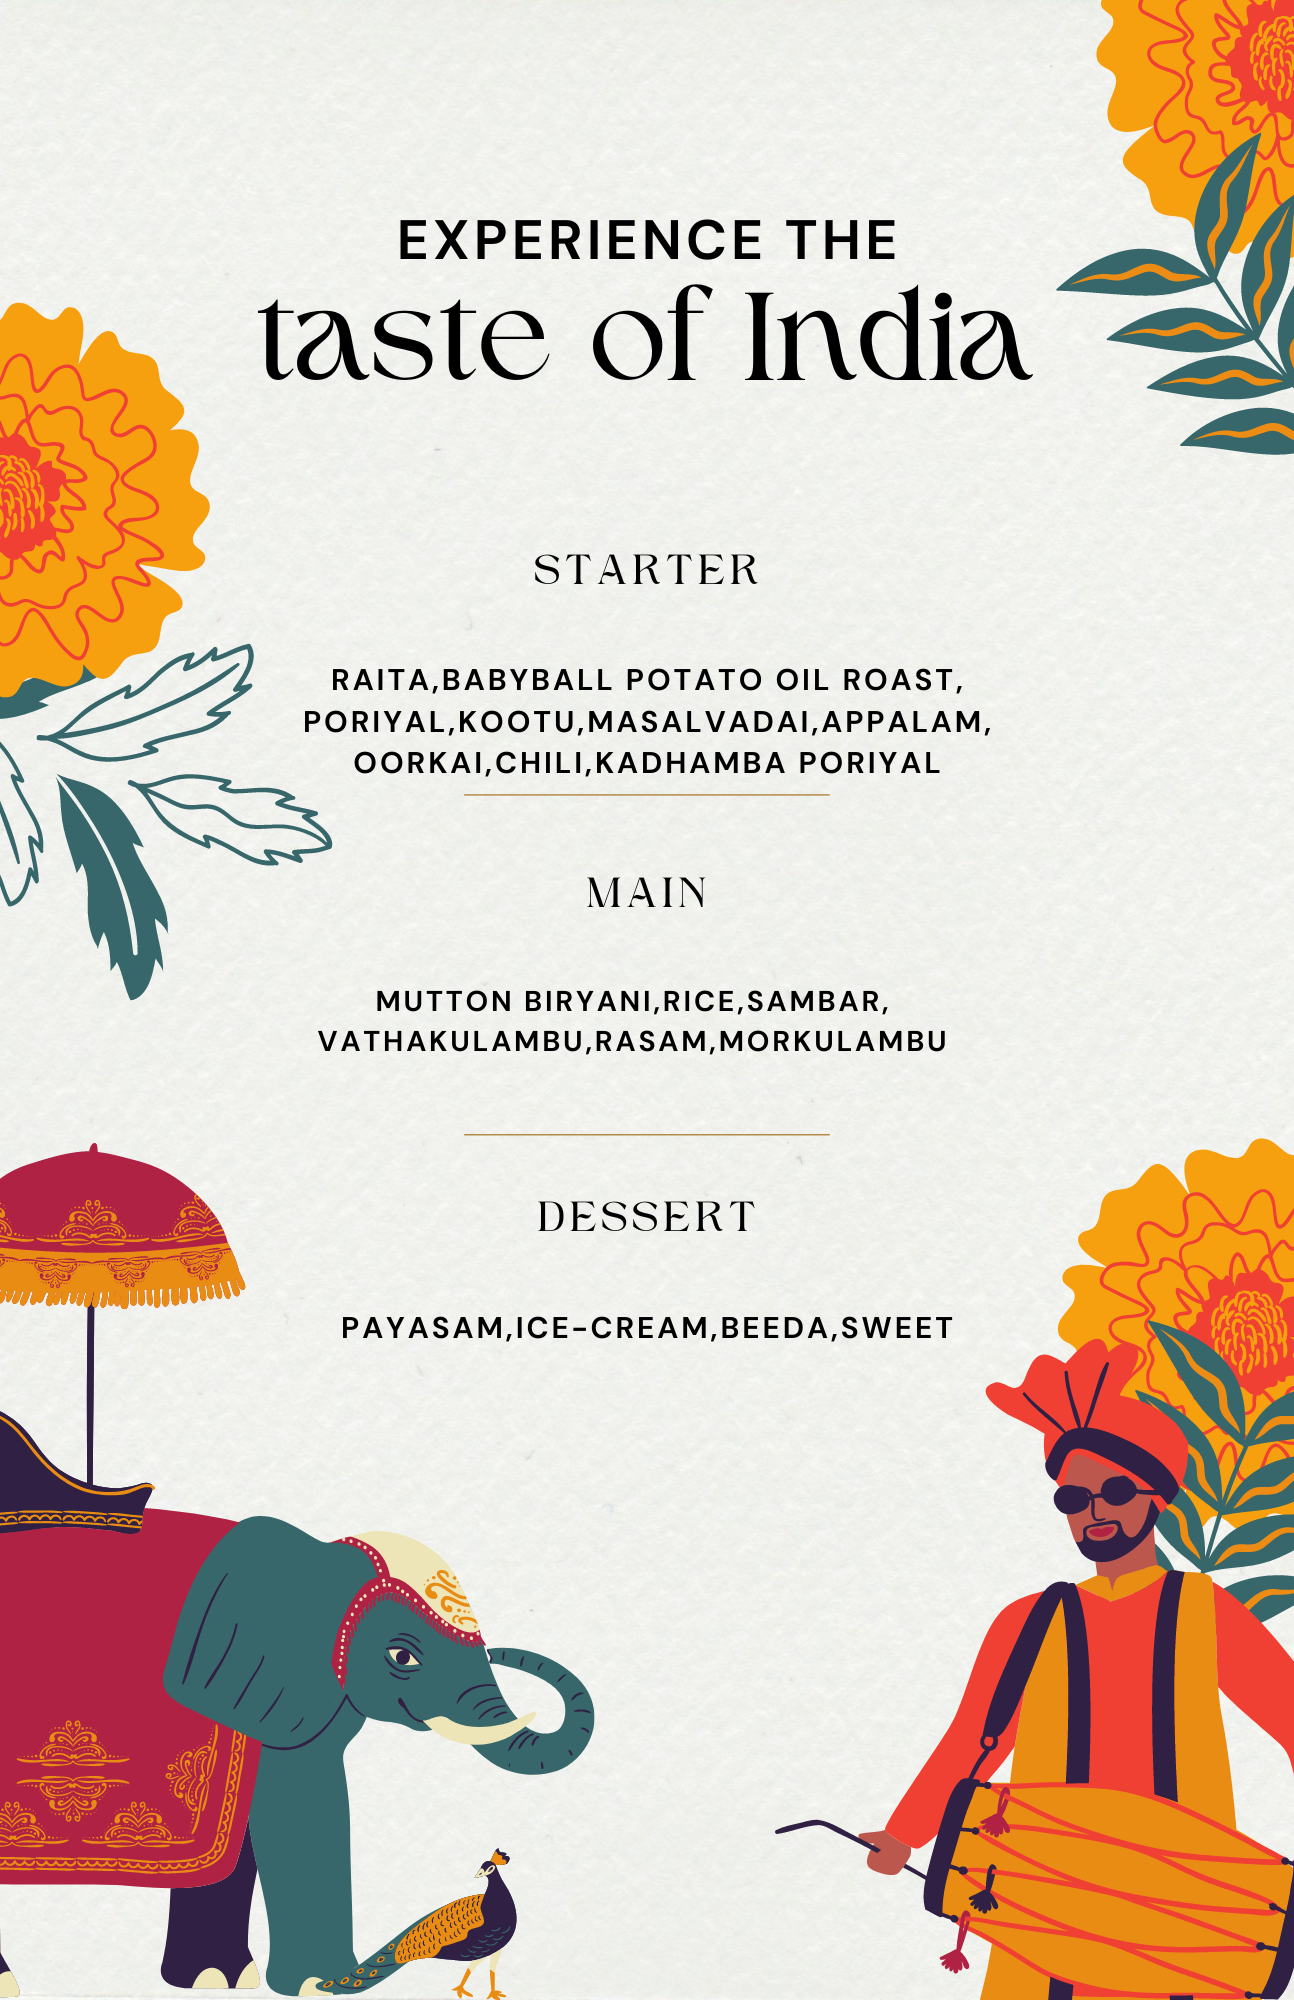 EXPERIENCE THE
taste of India
STARTER
RAITA,BABYBALL POTATO OIL ROAST,
PORIYAL,KOOTU,MASALVADAI,APPALAM,
OORKAI,CHILI,KADHAMBA PORIYAL
MAIN
MUTTON BIRYANI,RICE,SAMBAR,
VATHAKULAMBU,RASAM,MORKULAMBU
DESSERT
PAYASAM,ICE-CREAM,BEEDA,SWEET